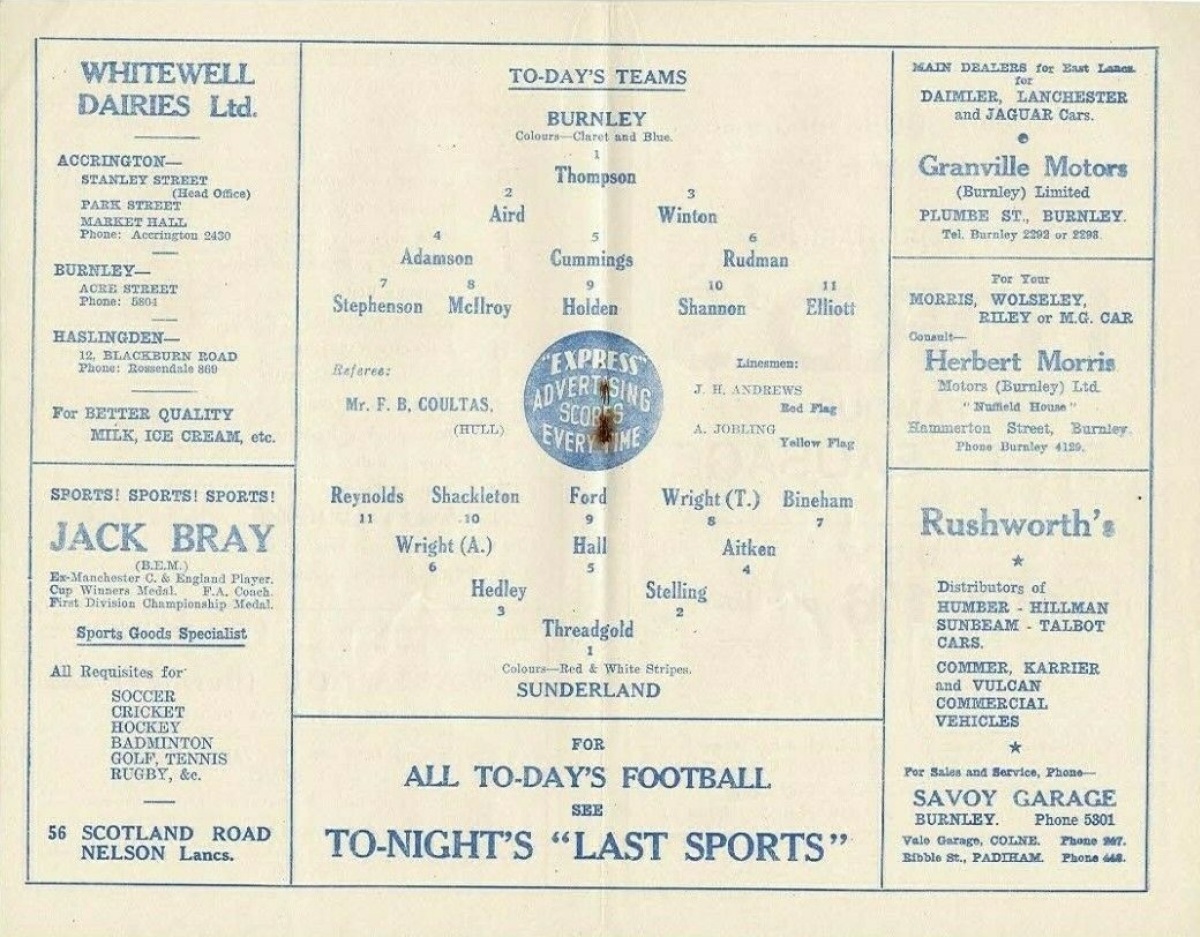 WHITEWELL
DAIRIES Ltd.
ACCRINGTON—
STANLEY STREET
(Head Office)
PARK STREET
MARKET HALL
Phone: Accrington 2430
BURNLEY—
ACRE STREET
Phone: 5804
HASLINGDEN—
12, BLACKBURN ROAD
Phone: Rossendale 869
For BETTER QUALITY
MILK, ICE CREAM, etc.
SPORTS! SPORTS! SPORTS!
JACK BRAY
(B.E.M.)
Ex-Manchester C. & England Player.
Cup Winners Medal. F.A. Coach.
First Division Championship Medal.
Sports Goods Specialist
All Requisites for
SOCCER
CRICKET
HOCKEY
BADMINTON
GOLF, TENNIS
RUGBY, &c.
56 SCOTLAND ROAD
NELSON Lancs.
TO-DAY'S TEAMS
BURNLEY
Colours—Claret and Blue.
1
Thompson
2 3
Aird Winton
4 5 6
Adamson Cummings Rudman
7 8 9 10 11
Stephenson McIlroy Holden Shannon Elliott
Referee:
Mr. F. B, COULTAS,
(HULL)
"EXPRESS"
ADVERTISING
SCORES
EVERY TIME
Linesmen:
J. H. ANDREWS
Red Flag
A. JOBLING
Yellow Flag
Reynolds Shackleton Ford Wright (T.) Bineham
11 10 9 8 7
Wright (A.) Hall Aitken
6 5 4
Hedley Stelling
3 2
Threadgold
1
Colours—Red & White Stripes.
SUNDERLAND
FOR
ALL TO-DAY'S FOOTBALL
SEE
TO-NIGHT'S "LAST SPORTS"
MAIN DEALERS for East Lancs.
for
DAIMLER, LANCHESTER
and JAGUAR Cars.
Granville Motors
(Burnley) Limited
PLUMBE ST., BURNLEY.
Tel. Burnley 2292 or 2298.
For Your
MORRIS, WOLSELEY,
RILEY or M.G. CAR
Consult—
Herbert Morris
Motors (Burnley) Ltd.
"Nuffield House"
Hammerton Street, Burnley.
Phone Burnley 4129.
Rushworth's
Distributors of
HUMBER - HILLMAN
SUNBEAM - TALBOT
CARS.
COMMER, KARRIER
and VULCAN
COMMERCIAL
VEHICLES
For Sales and Service, Phone—
SAVOY GARAGE
BURNLEY. Phone 5301
Vale Garage, COLNE. Phone 267.
Ribble St., PADIHAM. Phone